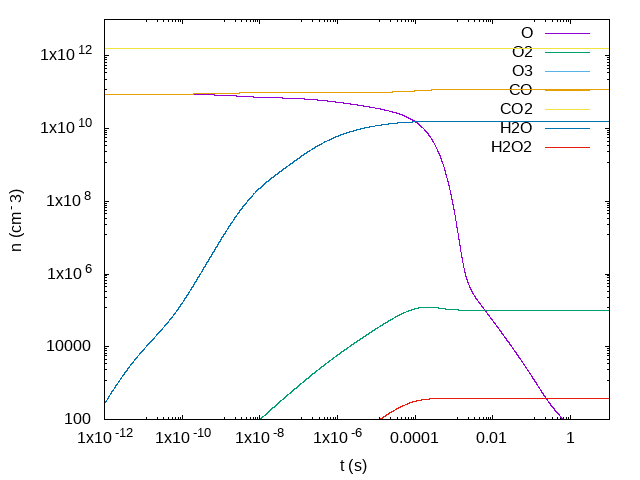 1x10 12
1x10 10
1x10 8
1x10 6
10000
100
n (cm- 3)
O
O2
O3
CO
CO2
H2O
H2O2
1x10 -12
1x10 -10
1x10 -8
1x10 -6
0.0001
0.01
1
t (s)